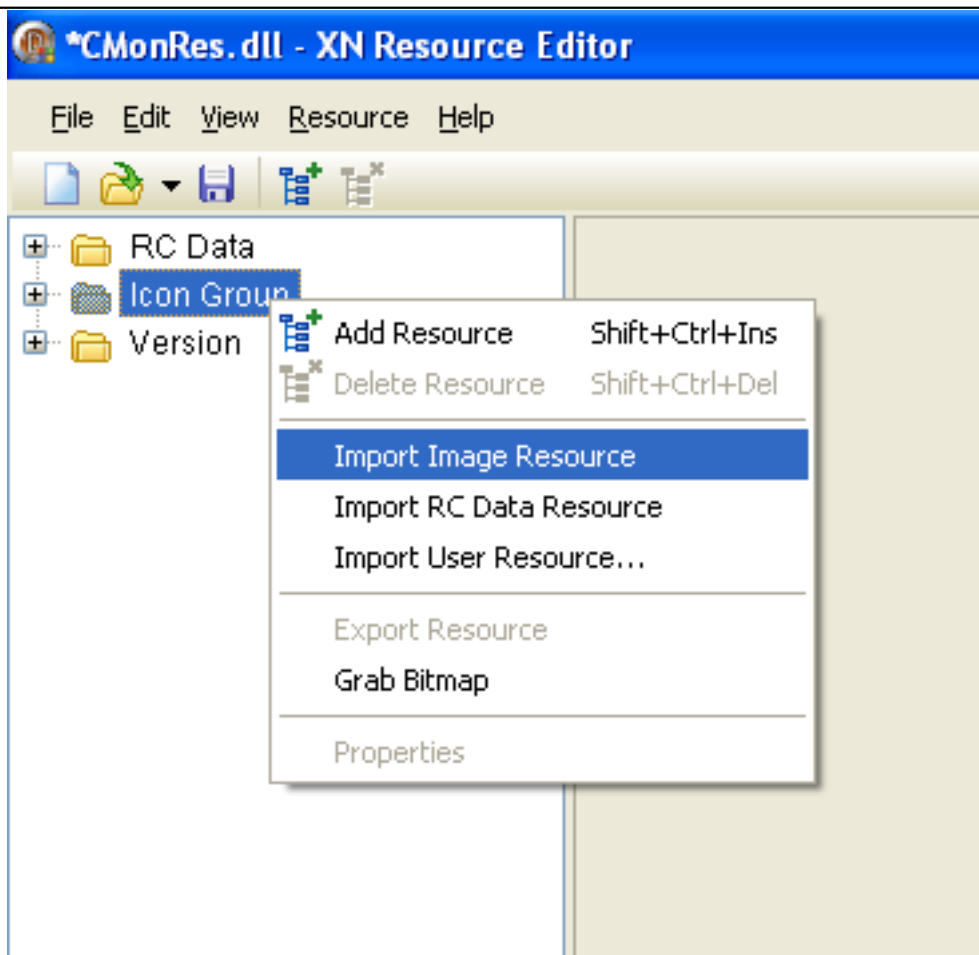 *CMonRes.dll - XN Resource Editor
File Edit View Resource Help
RC Data
Icon Group
Version
Add Resource Shift+Ctrl+Ins
Delete Resource Shift+Ctrl+Del
Import Image Resource
Import RC Data Resource
Import User Resource...
Export Resource
Grab Bitmap
Properties